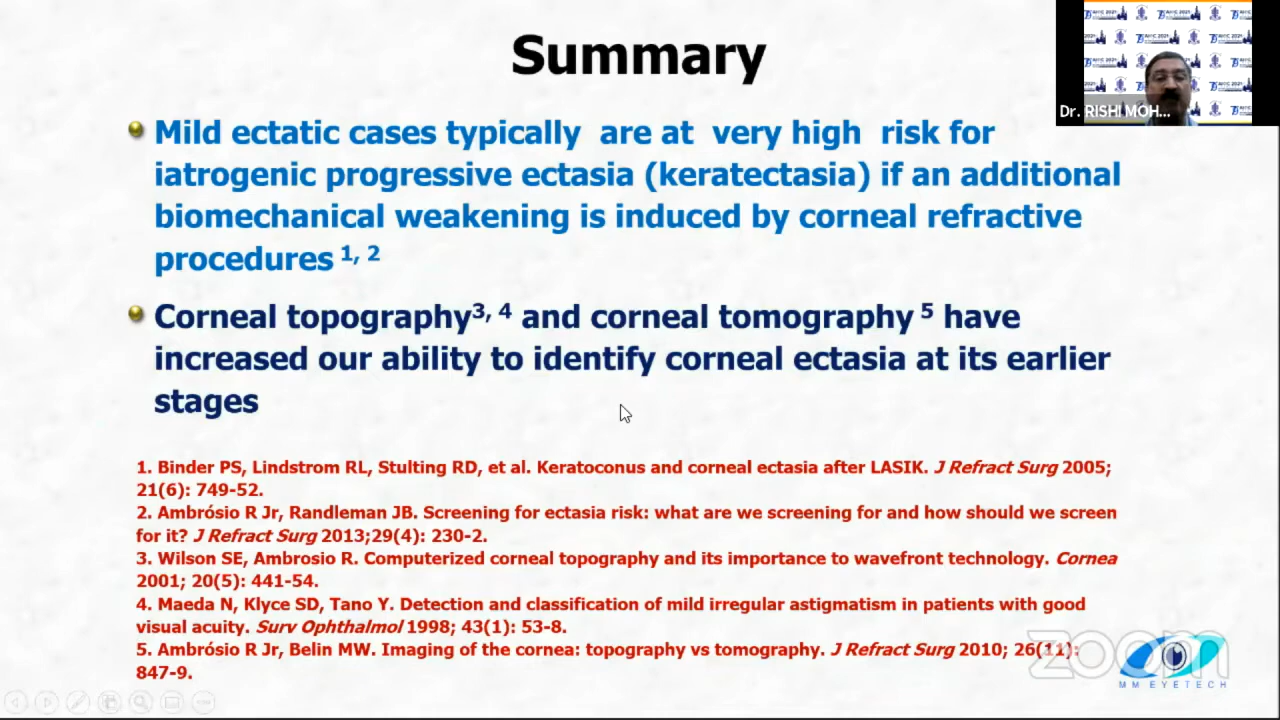 Summary
Dr. RISHI MOH...
Mild ectatic cases typically are at very high risk for
iatrogenic progressive ectasia (keratectasia) if an additional
biomechanical weakening is induced by corneal refractive
procedures 1, 2
Corneal topography3, 4 and corneal tomography 5 have
increased our ability to identify corneal ectasia at its earlier
stages
1. Binder PS, Lindstrom RL, Stulting RD, et al. Keratoconus and corneal ectasia after LASIK. J Refract Surg 2005;
21(6): 749-52.
2. Ambrósio R Jr, Randleman JB. Screening for ectasia risk: what are we screening for and how should we screen
for it? J Refract Surg 2013;29(4): 230-2.
3. Wilson SE, Ambrosio R. Computerized corneal topography and its importance to wavefront technology. Cornea
2001; 20(5): 441-54.
4. Maeda N, Klyce SD, Tano Y. Detection and classification of mild irregular astigmatism in patients with good
visual acuity. Surv Ophthalmol 1998; 43(1): 53-8.
5. Ambrósio R Jr, Belin MW. Imaging of the cornea: topography vs tomography. J Refract Surg 2010; 26(11):
847-9.
zoom
MM EYETECH